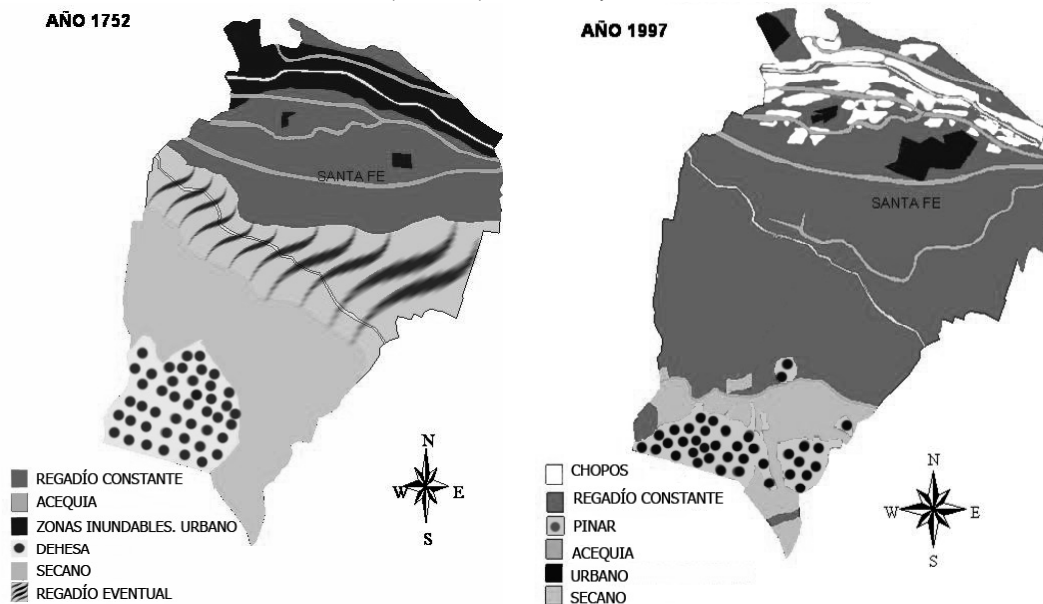 AÑO 1752
SANTA FE
N
W E
S
REGADÍO CONSTANTE
ACEQUIA
ZONAS INUNDABLES. URBANO
DEHESA
SECANO
REGADÍO EVENTUAL
AÑO 1997
SANTA FE
N
W E
S
CHOPOS
REGADÍO CONSTANTE
PINAR
ACEQUIA
URBANO
SECANO